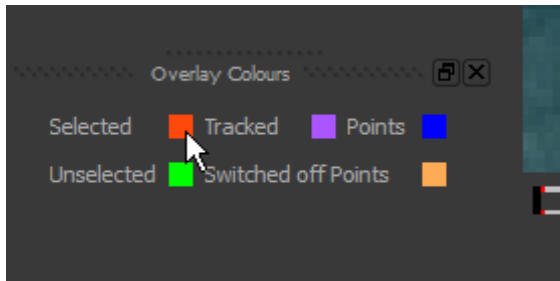 Overlay Colours
Selected Tracked Points
Unselected Switched off Points